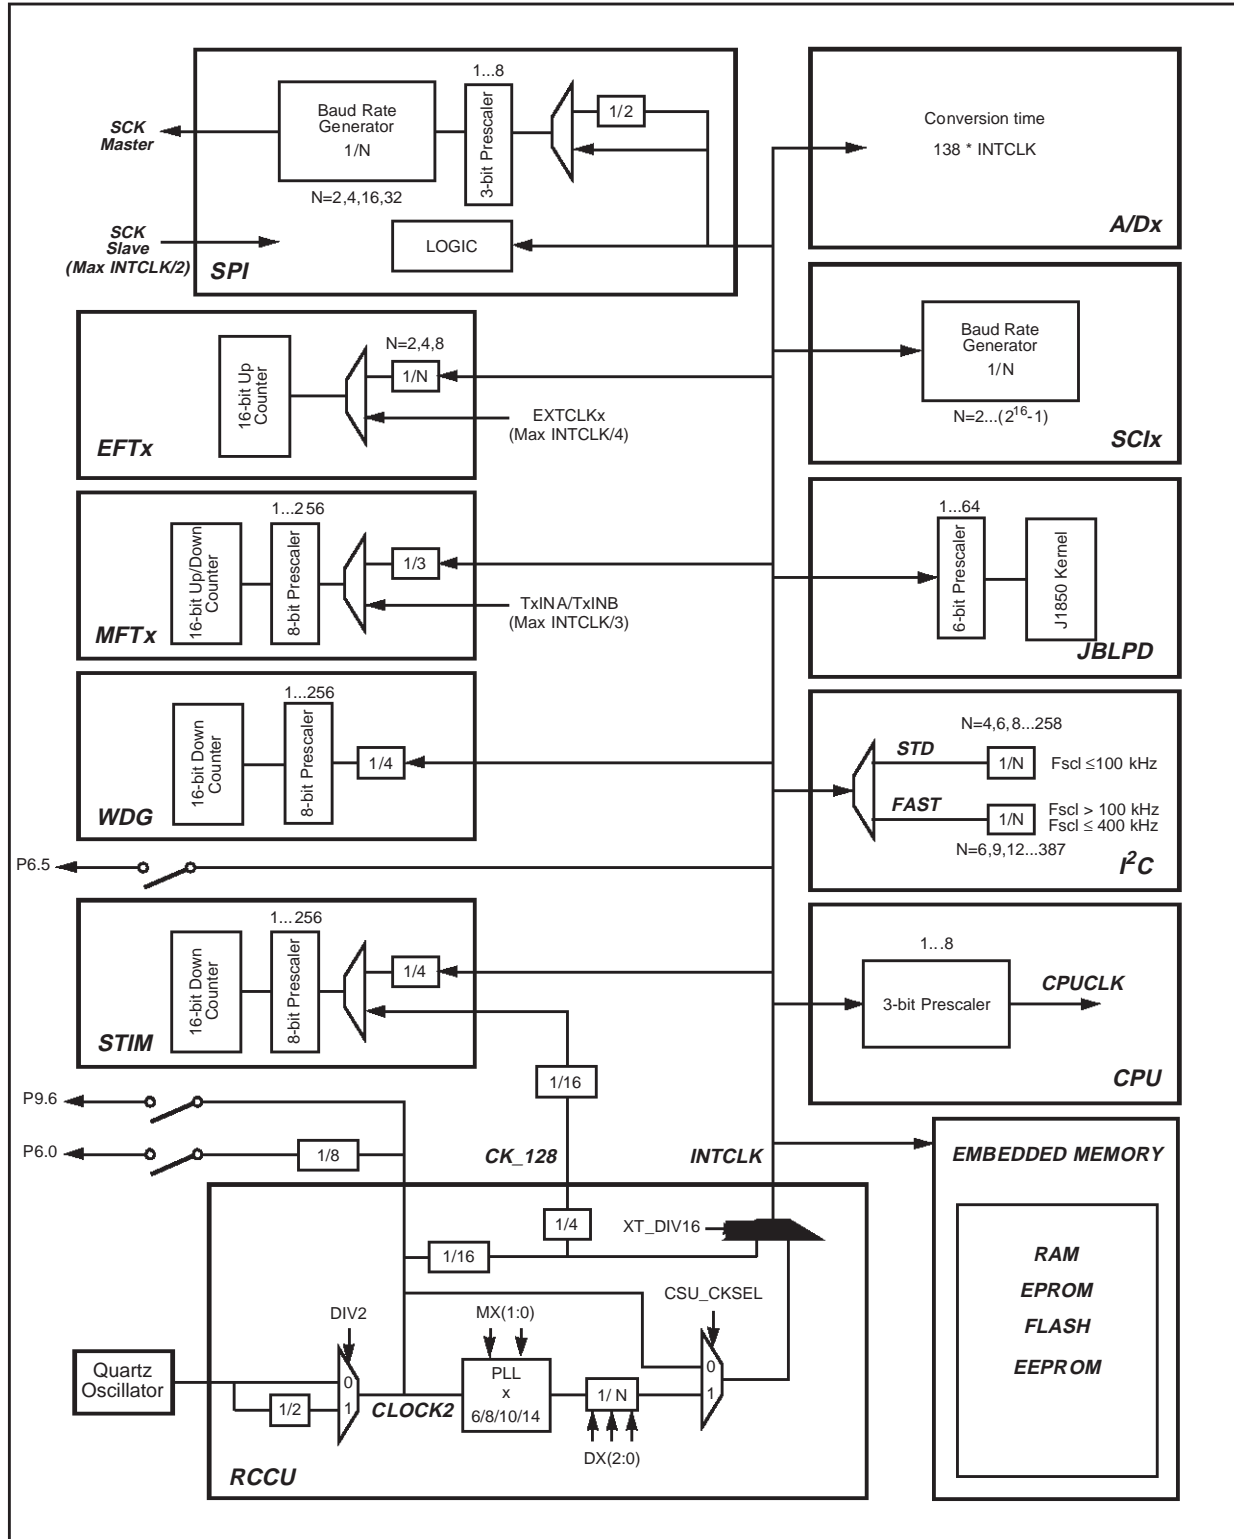 1...8
Baud Rate
Generator
1/N
N=2,4,16,32
3-bit Prescaler
1/2
SCK
Master
SCK
Slave
(Max INTCLK/2)
LOGIC
SPI
Conversion time
138 * INTCLK
A/Dx
N=2,4,8
16-bit Up
Counter
1/N
EXTCLKx
(Max INTCLK/4)
EFTx
Baud Rate
Generator
1/N
N=2...(2^16-1)
SCIx
1...256
16-bit Up/Down
Counter
8-bit Prescaler
1/3
TxINA/TxINB
(Max INTCLK/3)
MFTx
1...64
6-bit Prescaler
J1850 Kernel
JBLPD
1...256
16-bit Down
Counter
8-bit Prescaler
1/4
WDG
N=4,6,8...258
STD
1/N
Fscl ≤100 kHz
FAST
1/N
Fscl > 100 kHz
Fscl ≤ 400 kHz
N=6,9,12...387
I²C
P6.5
1...256
16-bit Down
Counter
8-bit Prescaler
1/4
STIM
1...8
3-bit Prescaler
CPUCLK
CPU
1/16
P9.6
P6.0
1/8
CK_128
INTCLK
EMBEDDED MEMORY
RAM
EPROM
FLASH
EEPROM
1/4
XT_DIV16
1/16
CSU_CKSEL
DIV2
MX(1:0)
Quartz
Oscillator
0
1
1/2
CLOCK2
PLL
x
6/8/10/14
1/ N
0
1
DX(2:0)
RCCU